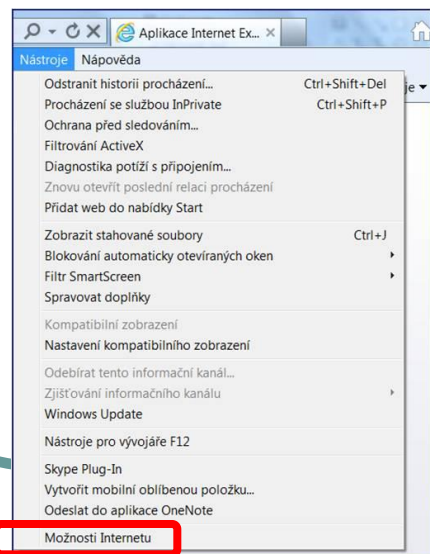 Aplikace Internet Ex...
Nástroje Nápověda
Odstranit historii procházení... Ctrl+Shift+Del
Procházení se službou InPrivate Ctrl+Shift+P
Ochrana před sledováním...
Filtrování ActiveX
Diagnostika potíží s připojením...
Znovu otevřít poslední relaci procházení
Přidat web do nabídky Start
Zobrazit stahované soubory Ctrl+J
Blokování automaticky otevíraných oken
Filtr SmartScreen
Spravovat doplňky
Kompatibilní zobrazení
Nastavení kompatibilního zobrazení
Odebírat tento informační kanál...
Zjišťování informačního kanálu
Windows Update
Nástroje pro vývojáře F12
Skype Plug-In
Vytvořit mobilní oblíbenou položku...
Odeslat do aplikace OneNote
Možnosti Internetu